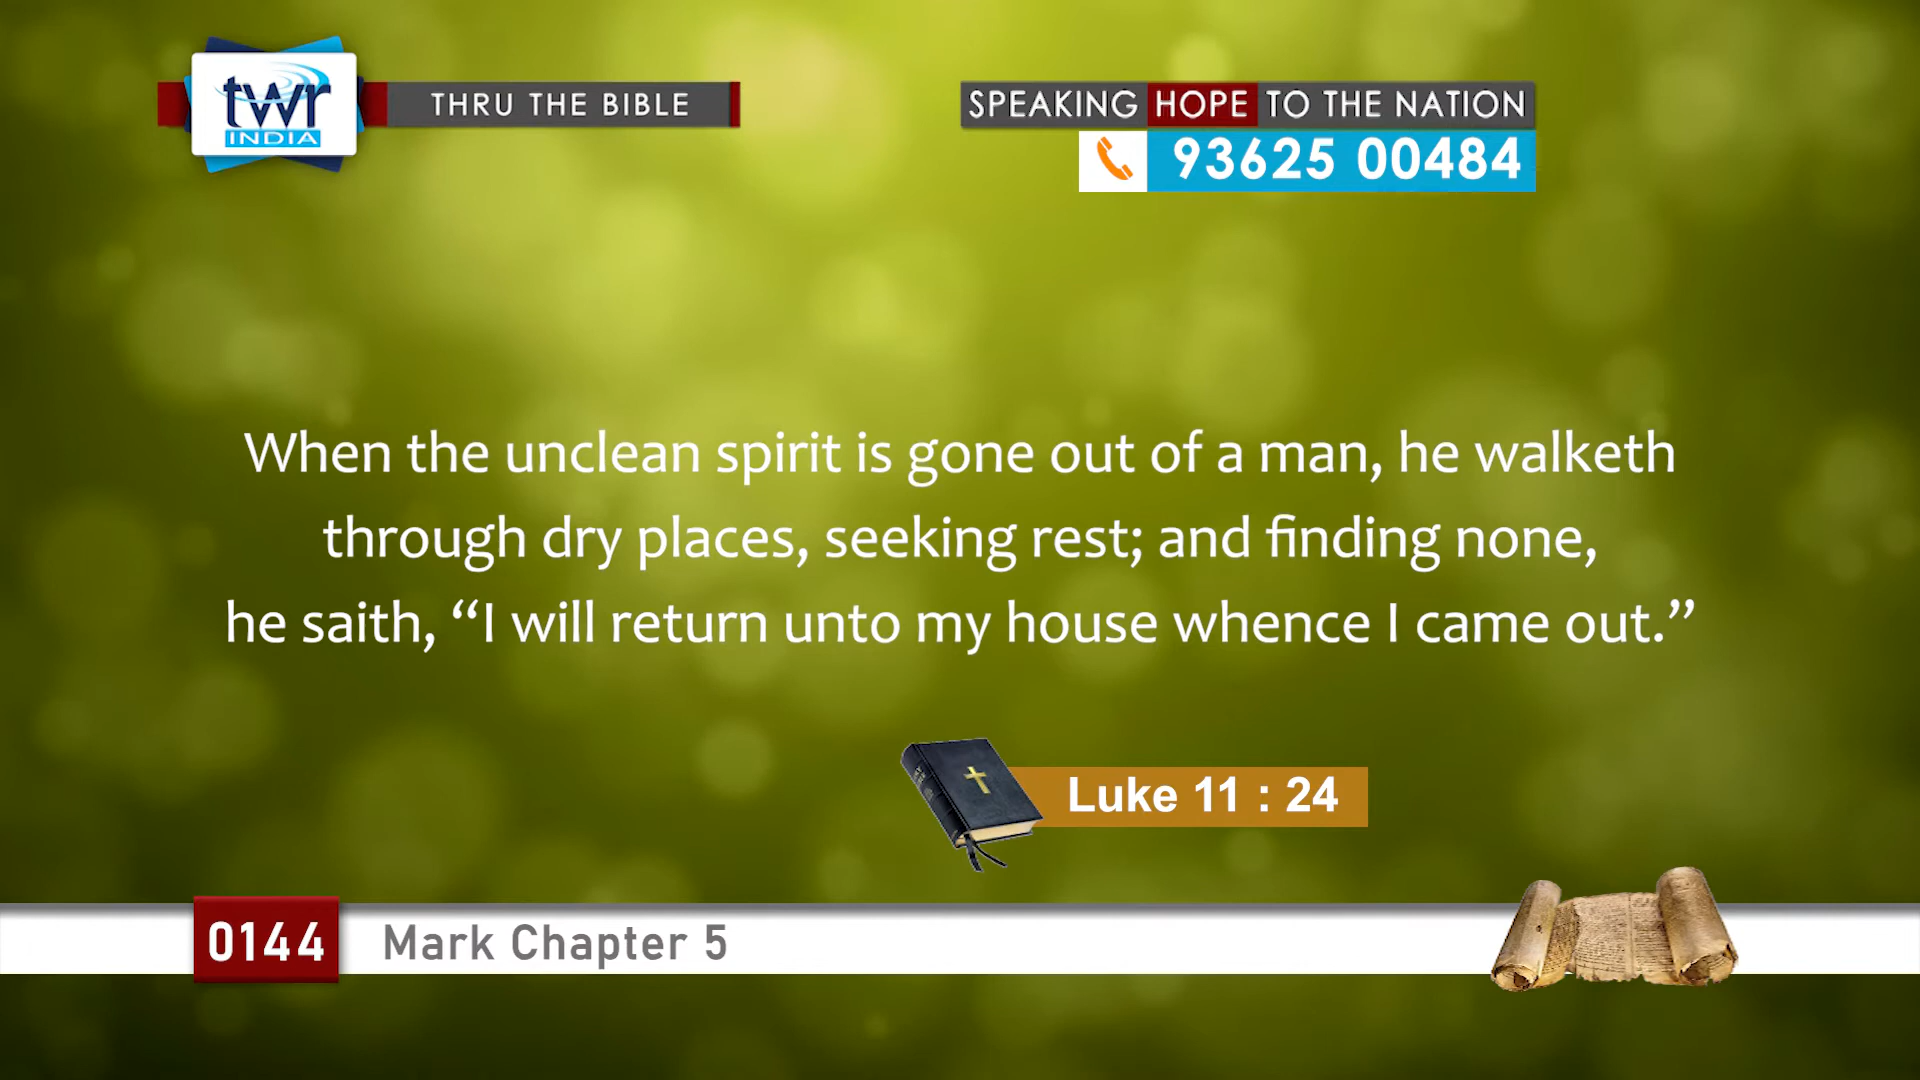 twr
INDIA
THRU THE BIBLE
SPEAKING HOPE TO THE NATION
93625 00484
When the unclean spirit is gone out of a man, he walketh
through dry places, seeking rest; and finding none,
he saith, “I will return unto my house whence I came out.”
Luke 11 : 24
0144
Mark Chapter 5